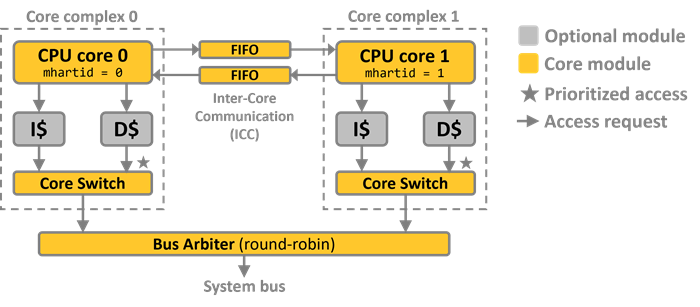 Core complex 0
Core complex 1
CPU core 0
mhartid = 0
FIFO
FIFO
CPU core 1
mhartid = 1
Inter-Core
Communication
(ICC)
I$
D$
I$
D$
Core Switch
Core Switch
Bus Arbiter (round-robin)
System bus
Optional module
Core module
Prioritized access
Access request